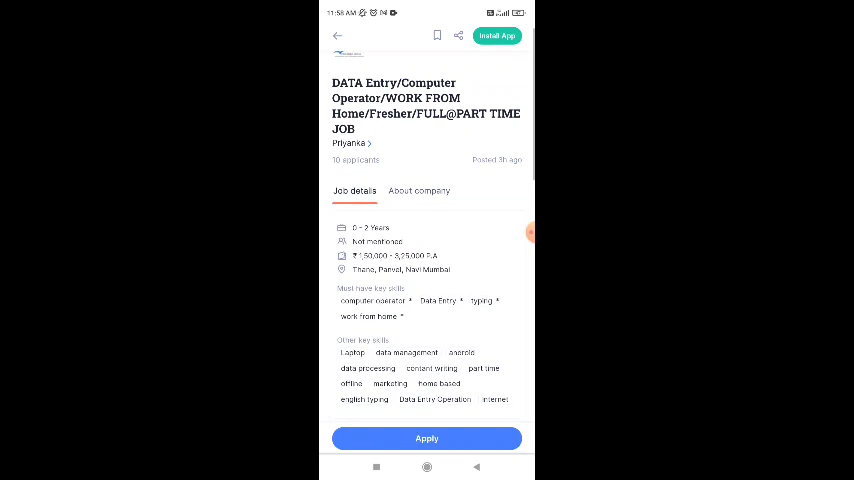 11:58 AM
Install App
DATA Entry/Computer
Operator/WORK FROM
Home/Fresher/FULL@PART TIME
JOB
Priyanka
10 applicants
Posted 3h ago
Job details
About company
0 - 2 Years
Not mentioned
₹ 1,50,000 - 3,25,000 P.A
Thane, Panvel, Navi Mumbai
Must have key skills
computer operator * Data Entry * typing *
work from home *
Other key skills
Laptop data management android
data processing contant writing part time
offline marketing home based
english typing Data Entry Operation internet
Apply